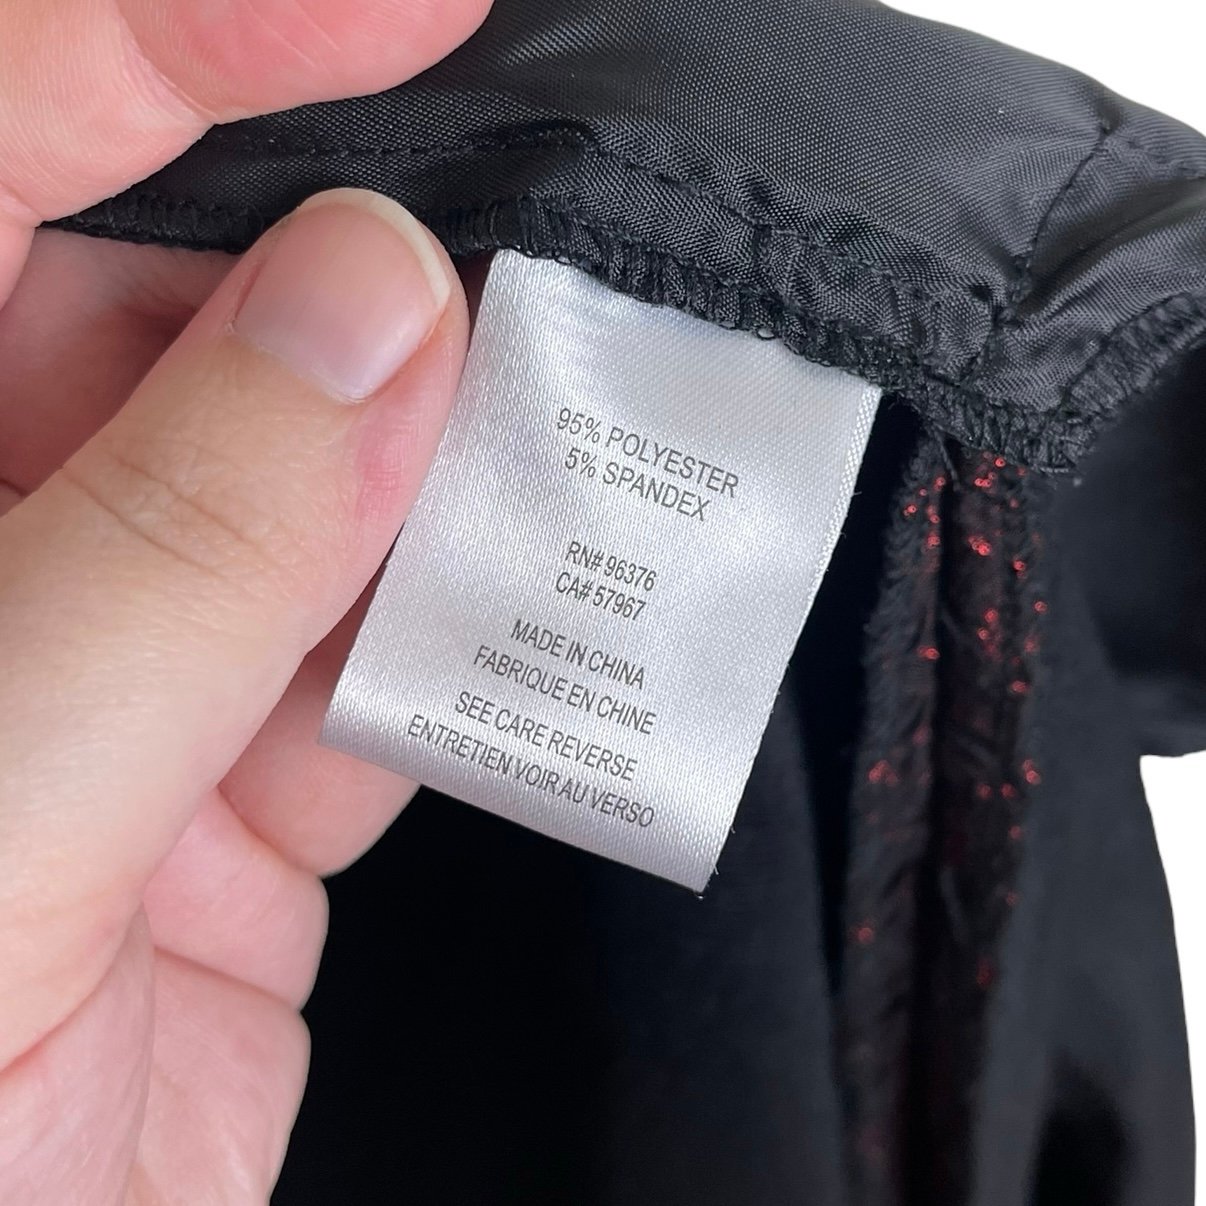 95% POLYESTER
5% SPANDEX
RN# 96376
CA# 57967
MADE IN CHINA
FABRIQUE EN CHINE
SEE CARE REVERSE
ENTRETIEN VOIR AU VERSO